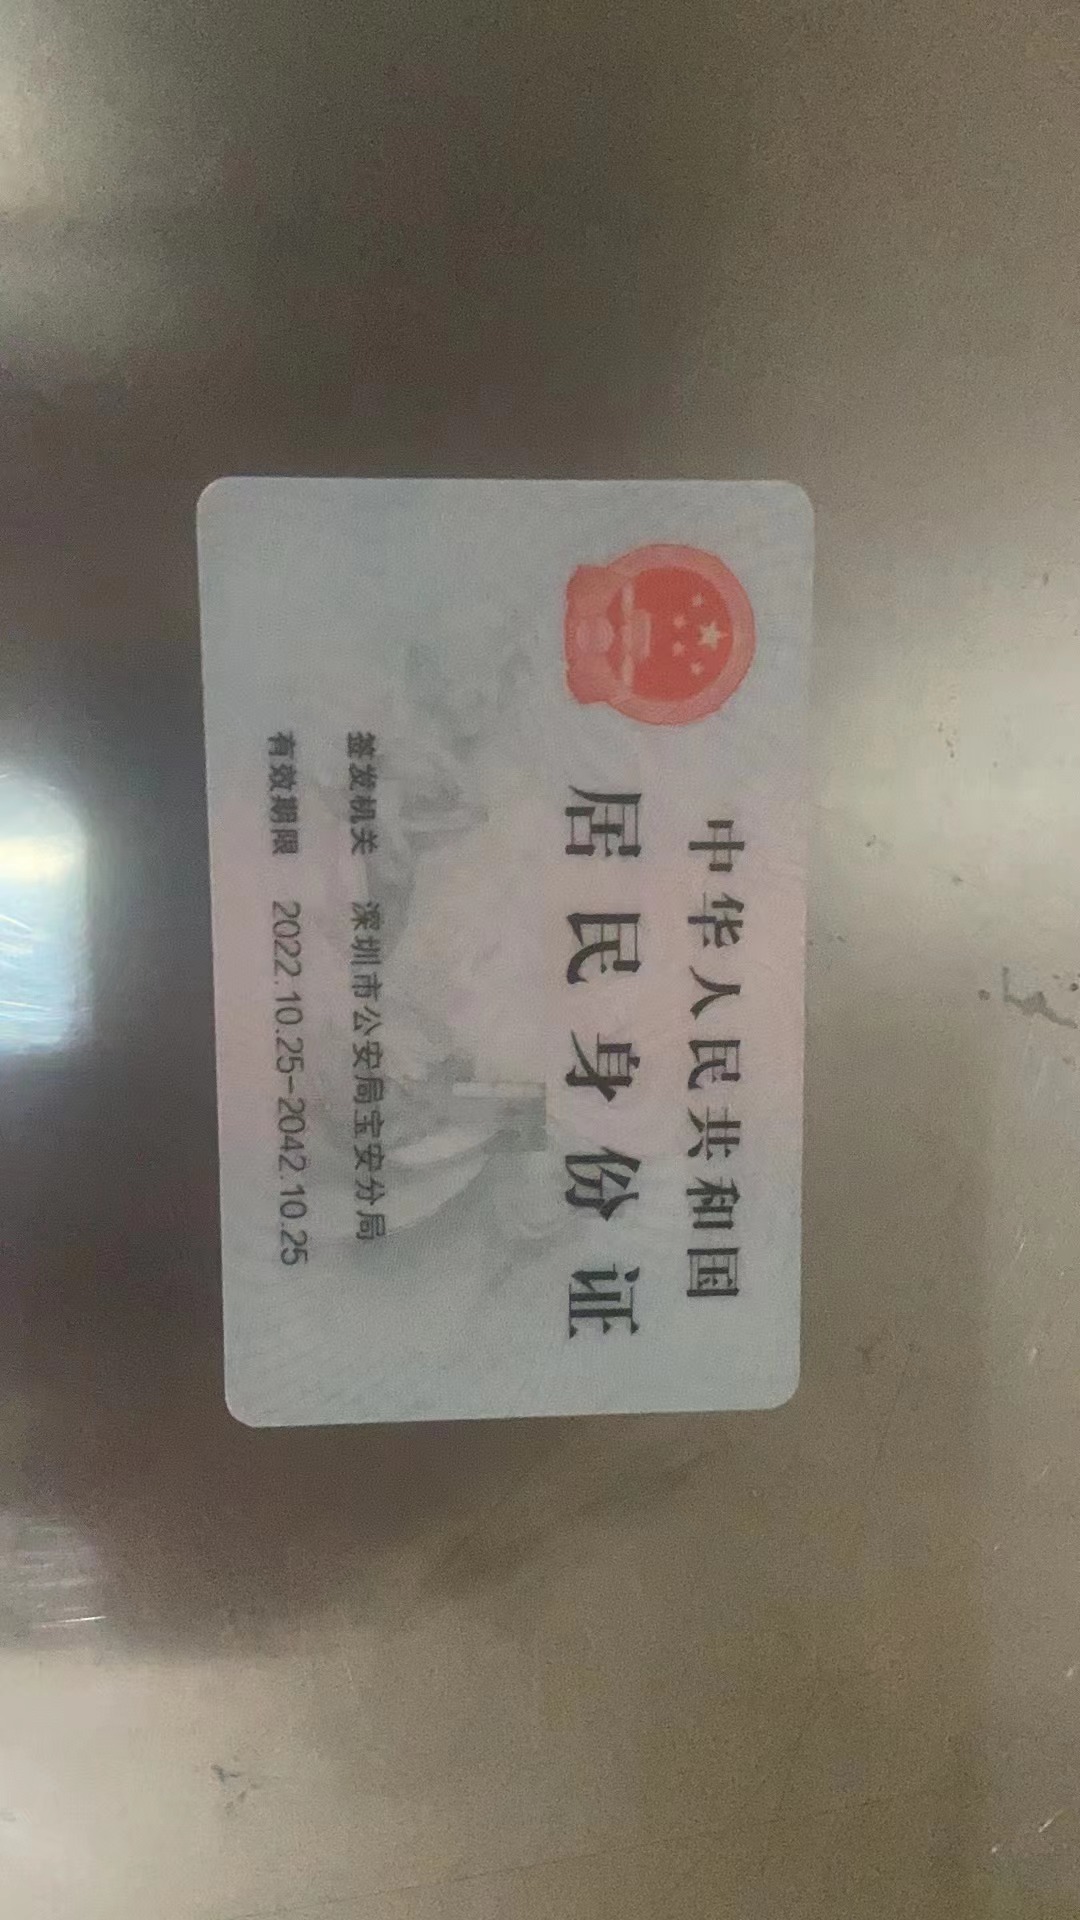 中华人民共和国
居民身份证
签发机关 深圳市公安局宝安分局
有效期限 2022.10.25-2042.10.25